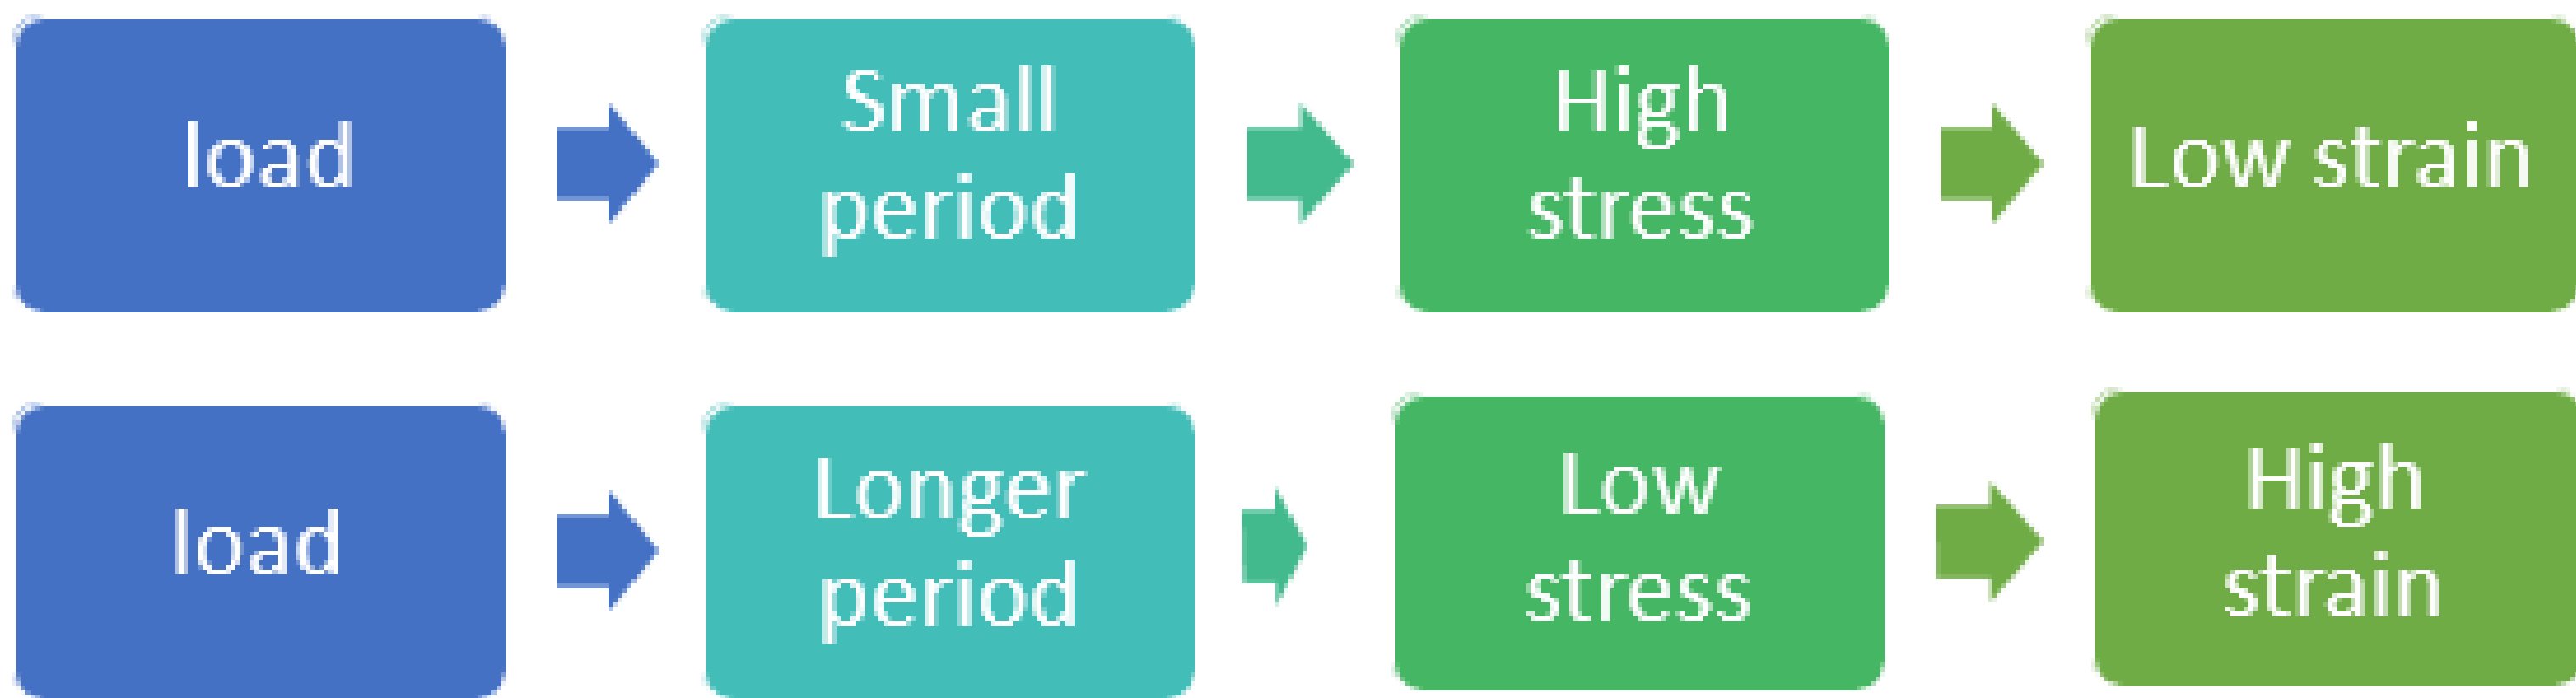 load
Small
period
High
stress
Low strain
load
Longer
period
Low
stress
High
strain